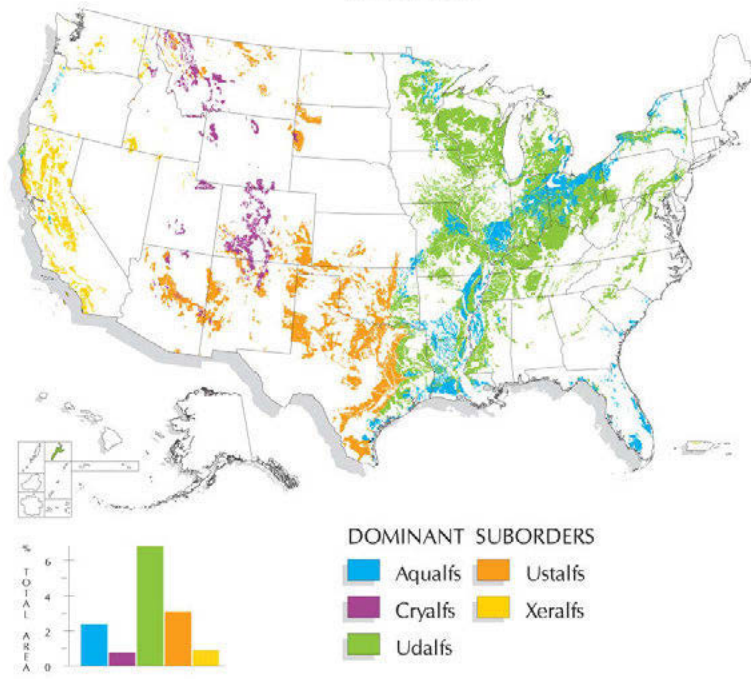 DOMINANT SUBORDERS
Aqualfs
Ustalfs
Cryalfs
Xeralfs
Udalfs
% TOTAL AREA
6
4
2
0